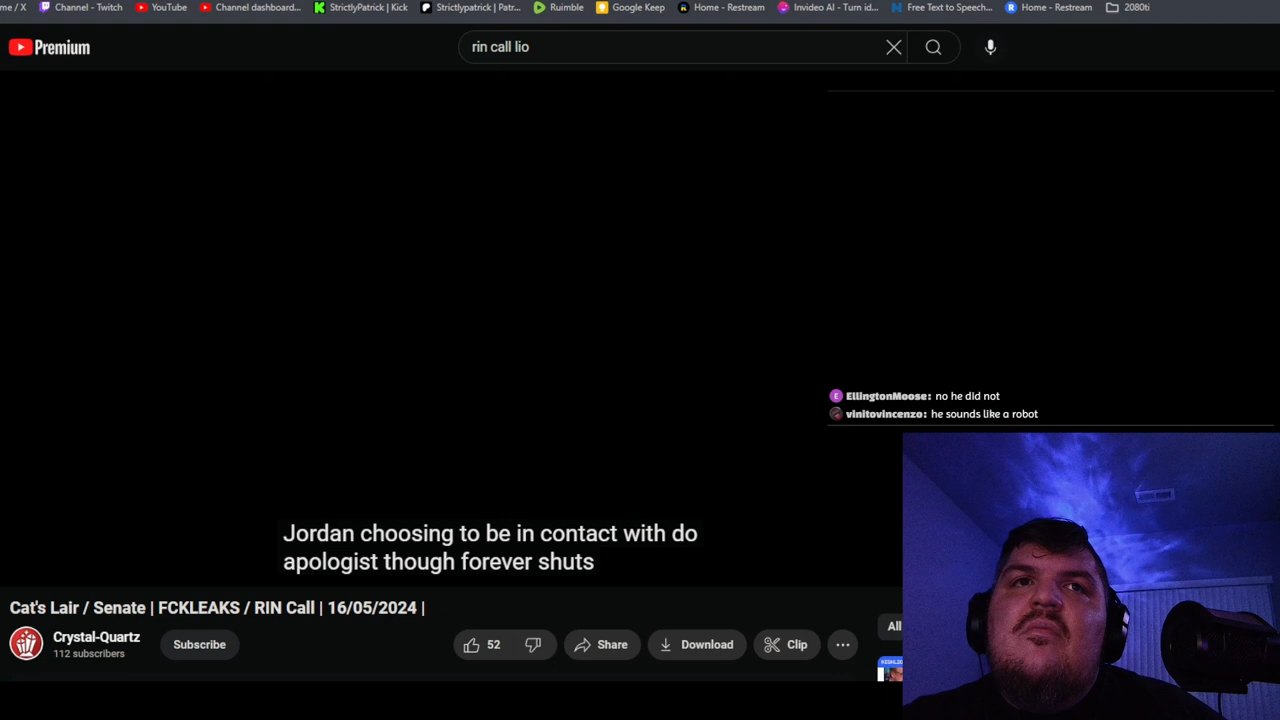 me / X Channel - Twitch YouTube Channel dashboard... StrictlyPatrick | Kick Strictlypatrick | Patr... Rumble Google Keep Home - Restream Invideo AI - Turn id... Free Text to Speech... Home - Restream 2080ti
Premium rin call lio
EllingtonMoose: no he did not
vinitovincenzo: he sounds like a robot
Jordan choosing to be in contact with do
apologist though forever shuts
Cat's Lair / Senate | FCKLEAKS / RIN Call | 16/05/2024 |
All
Crystal-Quartz
112 subscribers
Subscribe 52 Share Download Clip